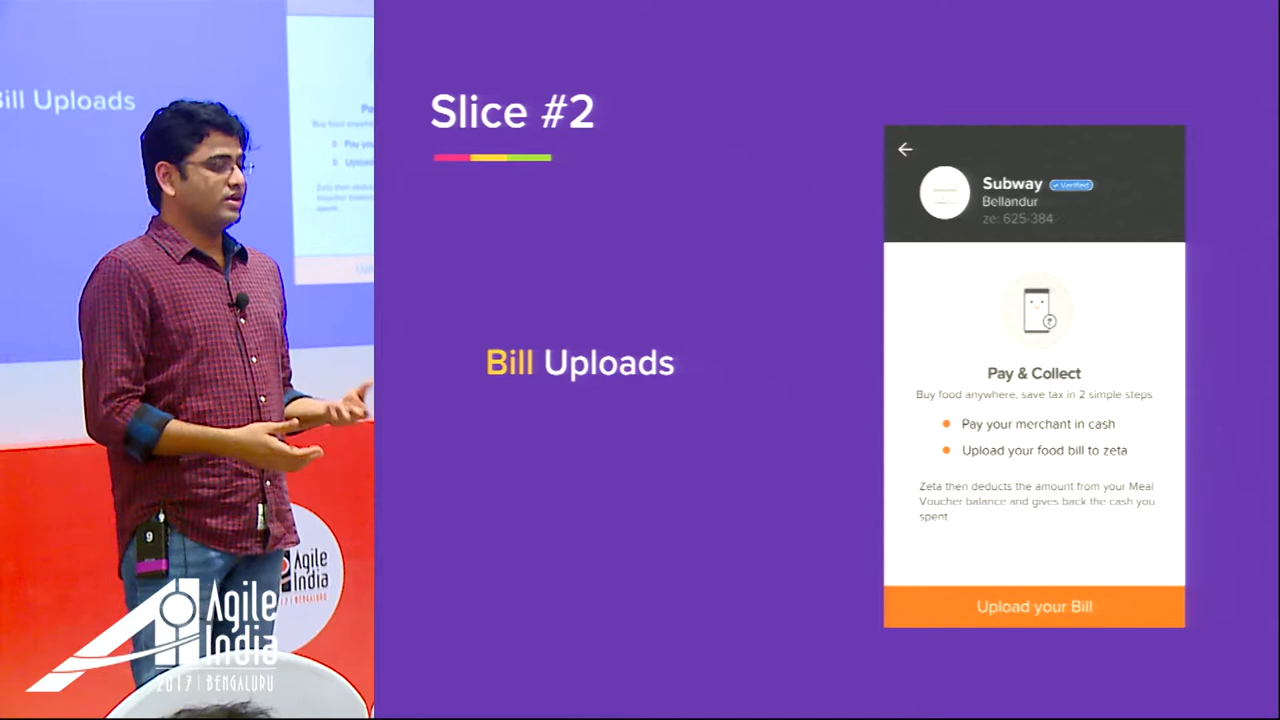 Bill Uploads
Slice #2
Subway ✓ Verified
Bellandur
ze: 625-384
Bill Uploads
Pay & Collect
Buy food anywhere, save tax in 2 simple steps
Pay your merchant in cash
Upload your food bill to zeta
Zeta then deducts the amount from your Meal
Voucher balance and gives back the cash you
spent
Upload your Bill
9
Agile
India
BENGALURU
Agile
India
2017 | BENGALURU